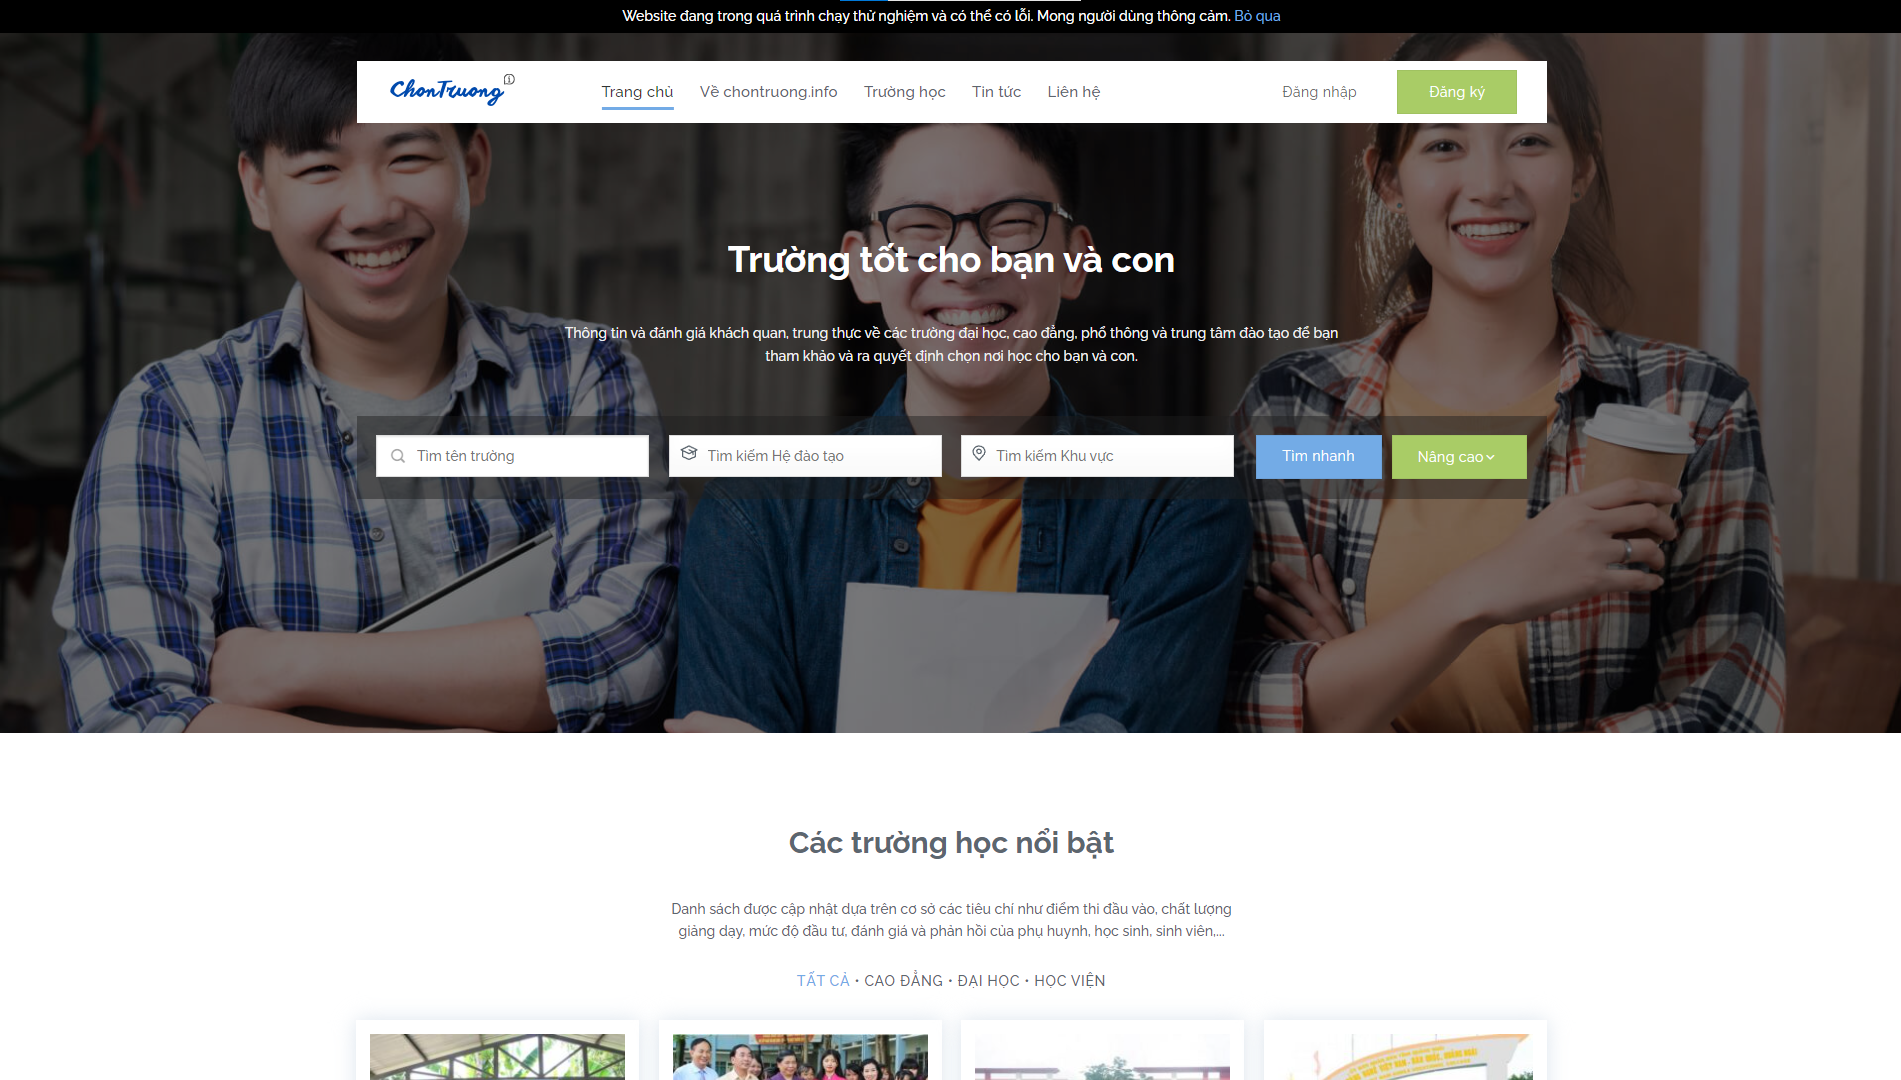 Website đang trong quá trình chạy thử nghiệm và có thể có lỗi. Mong người dùng thông cảm. Bỏ qua
ChonTruong
Trang chủ Về chontruong.info Trường học Tin tức Liên hệ Đăng nhập Đăng ký
Trường tốt cho bạn và con
Thông tin và đánh giá khách quan, trung thực về các trường đại học, cao đẳng, phổ thông và trung tâm đào tạo để bạn
tham khảo và ra quyết định chọn nơi học cho bạn và con.
Tìm tên trường Tìm kiếm Hệ đào tạo Tìm kiếm Khu vực Tìm nhanh Nâng cao
Các trường học nổi bật
Danh sách được cập nhật dựa trên cơ sở các tiêu chí như điểm thi đầu vào, chất lượng
giảng dạy, mức độ đầu tư, đánh giá và phản hồi của phụ huynh, học sinh, sinh viên,...
TẤT CẢ • CAO ĐẲNG • ĐẠI HỌC • HỌC VIỆN